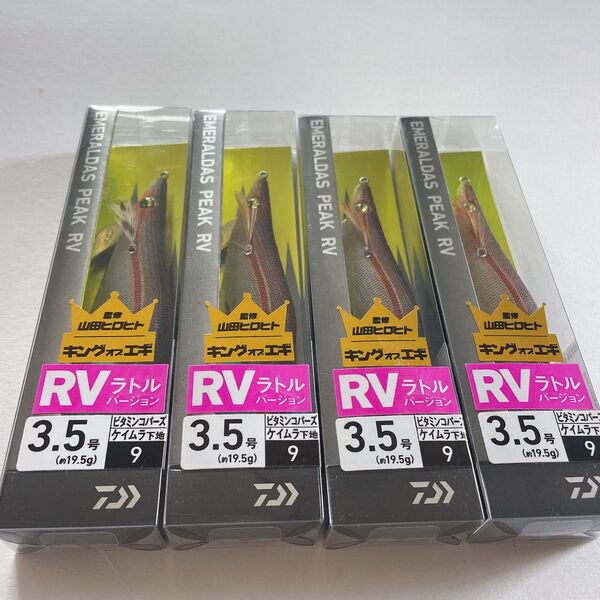 EMERALDAS PEAK RV
監修
山田ヒロヒト
キングオブエギ
RV ラトル
バージョン
3.5号
(約19.5g)
ビタミンコバーズ
ケイムラ下地
9
EMERALDAS PEAK RV
監修
山田ヒロヒト
キングオブエギ
RV ラトル
バージョン
3.5号
(約19.5g)
ビタミンコバーズ
ケイムラ下地
9
EMERALDAS PEAK RV
監修
山田ヒロヒト
キングオブエギ
RV ラトル
バージョン
3.5号
(約19.5g)
ビタミンコバーズ
ケイムラ下地
9
EMERALDAS PEAK RV
監修
山田ヒロヒト
キングオブエギ
RV ラトル
バージョン
3.5号
(約19.5g)
ビタミンコバーズ
ケイムラ下地
9